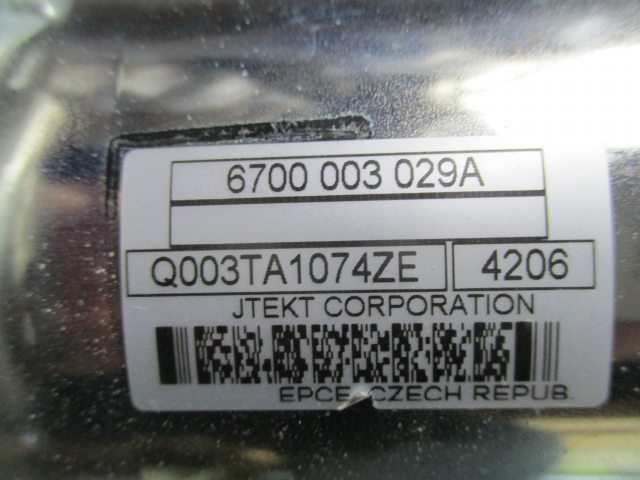 6700 003 029A
Q003TA1074ZE 4206
JTEKT CORPORATION
EPCE CZECH REPUB.